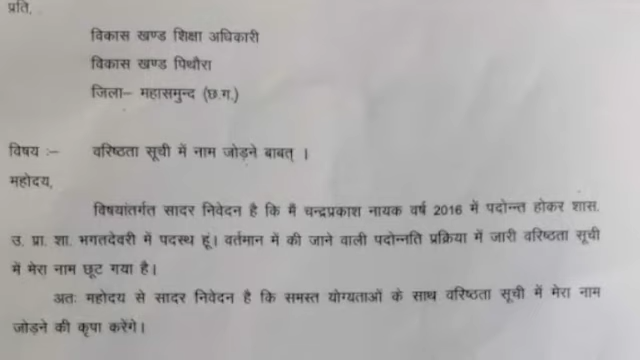 प्रति,
विकास खण्ड शिक्षा अधिकारी
विकास खण्ड पिथौरा
जिला– महासमुन्द (छ.ग.)
विषय :– वरिष्ठता सूची में नाम जोड़ने बाबत् ।
महोदय,
विषयांतर्गत सादर निवेदन है कि मैं चन्द्रप्रकाश नायक वर्ष 2016 में पदोन्न्त होकर शास.
उ. प्रा. शा. भगतदेवरी में पदस्थ हूं। वर्तमान में की जाने वाली पदोन्नति प्रक्रिया में जारी वरिष्ठता सूची
में मेरा नाम छूट गया है।
अतः महोदय से सादर निवेदन है कि समस्त योग्यताओं के साथ वरिष्ठता सूची में मेरा नाम
जोड़ने की कृपा करेंगे।